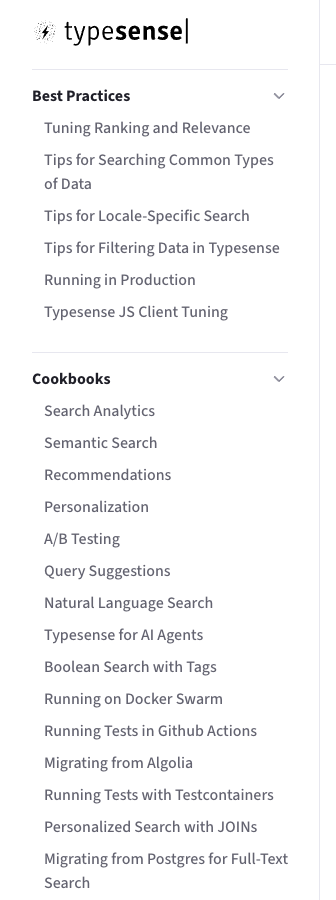 typesense
Best Practices
Tuning Ranking and Relevance
Tips for Searching Common Types
of Data
Tips for Locale-Specific Search
Tips for Filtering Data in Typesense
Running in Production
Typesense JS Client Tuning
Cookbooks
Search Analytics
Semantic Search
Recommendations
Personalization
A/B Testing
Query Suggestions
Natural Language Search
Typesense for AI Agents
Boolean Search with Tags
Running on Docker Swarm
Running Tests in Github Actions
Migrating from Algolia
Running Tests with Testcontainers
Personalized Search with JOINs
Migrating from Postgres for Full-Text
Search